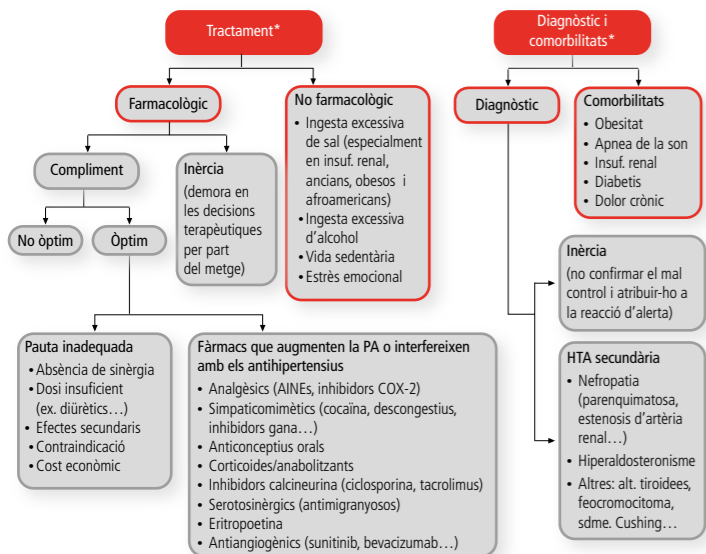 Tractament*
Farmacològic
No farmacològic
• Ingesta excessiva
de sal (especialment
en insuf. renal,
ancians, obesos i
afroamericans)
• Ingesta excessiva
d'alcohol
• Vida sedentària
• Estrès emocional
Compliment
Inèrcia
(demora en
les decisions
terapèutiques
per part
del metge)
No òptim
Òptim
Pauta inadequada
• Absència de sinèrgia
• Dosi insuficient
(ex. diürètics…)
• Efectes secundaris
• Contraindicació
• Cost econòmic
Fàrmacs que augmenten la PA o interfereixen
amb els antihipertensius
• Analgèsics (AINEs, inhibidors COX-2)
• Simpaticomimètics (cocaïna, descongestius,
inhibidors gana…)
• Anticonceptius orals
• Corticoides/anabolitzants
• Inhibidors calcineurina (ciclosporina, tacrolimus)
• Serotosinèrgics (antimigranyosos)
• Eritropoetina
• Antiangiogènics (sunitinib, bevacizumab…)
Diagnòstic i
comorbilitats*
Diagnòstic
Comorbilitats
• Obesitat
• Apnea de la son
• Insuf. renal
• Diabetis
• Dolor crònic
Inèrcia
(no confirmar el mal
control i atribuir-ho a
la reacció d'alerta)
HTA secundària
• Nefropatia
(parenquimatosa,
estenosis d'artèria
renal…)
• Hiperaldosteronisme
• Altres: alt. tiroidees,
feocromocitoma,
sdme. Cushing…